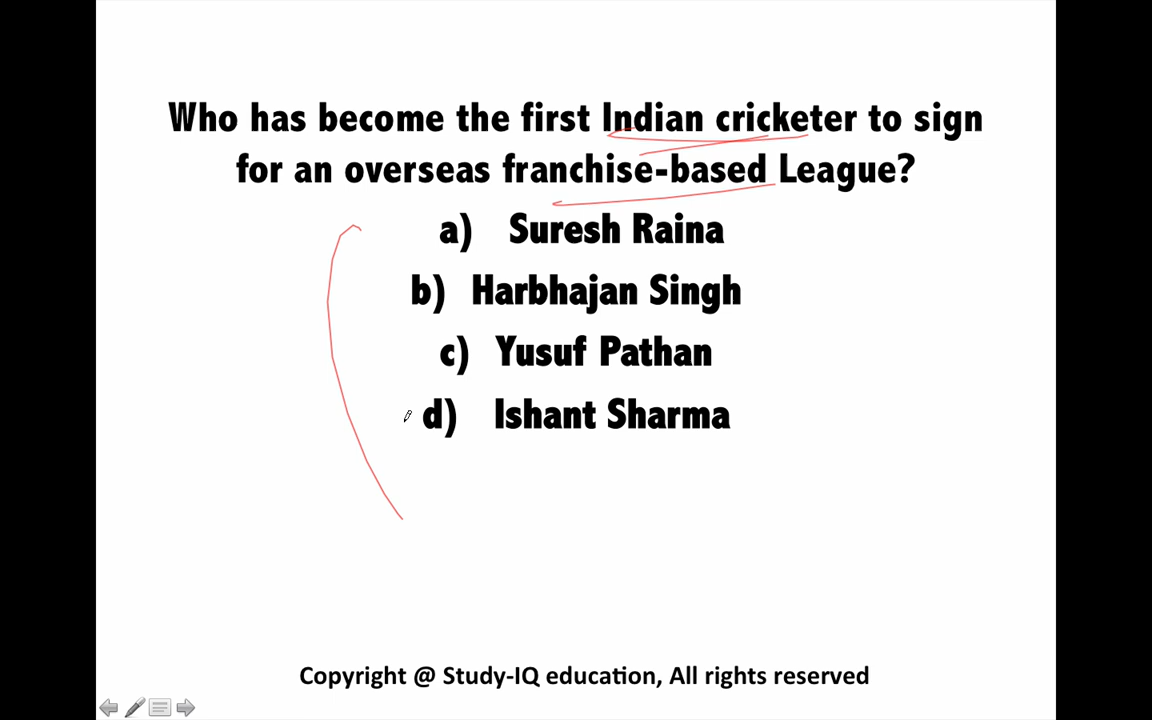 Who has become the first Indian cricketer to sign
for an overseas franchise-based League?
a) Suresh Raina
b) Harbhajan Singh
c) Yusuf Pathan
d) Ishant Sharma
Copyright @ Study-IQ education, All rights reserved